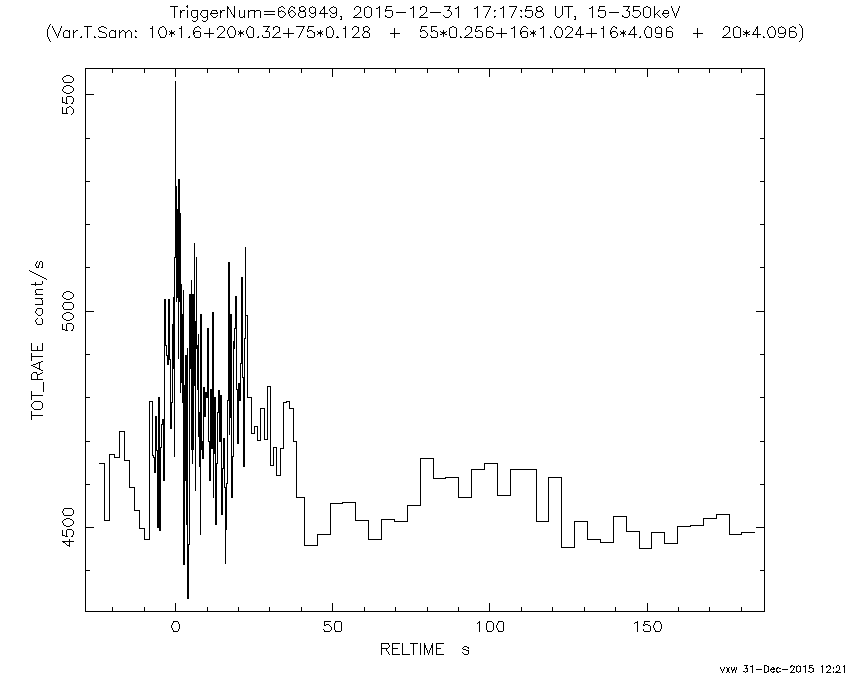 TriggerNum=668949, 2015-12-31 17:17:58 UT, 15-350keV
(Var.T.Sam: 10*1.6+20*0.32+75*0.128 + 55*0.256+16*1.024+16*4.096 + 20*4.096)
5500
5000
4500
TOT_RATE count/s
0 50 100 150
RELTIME s
vxw 31-Dec-2015 12:21